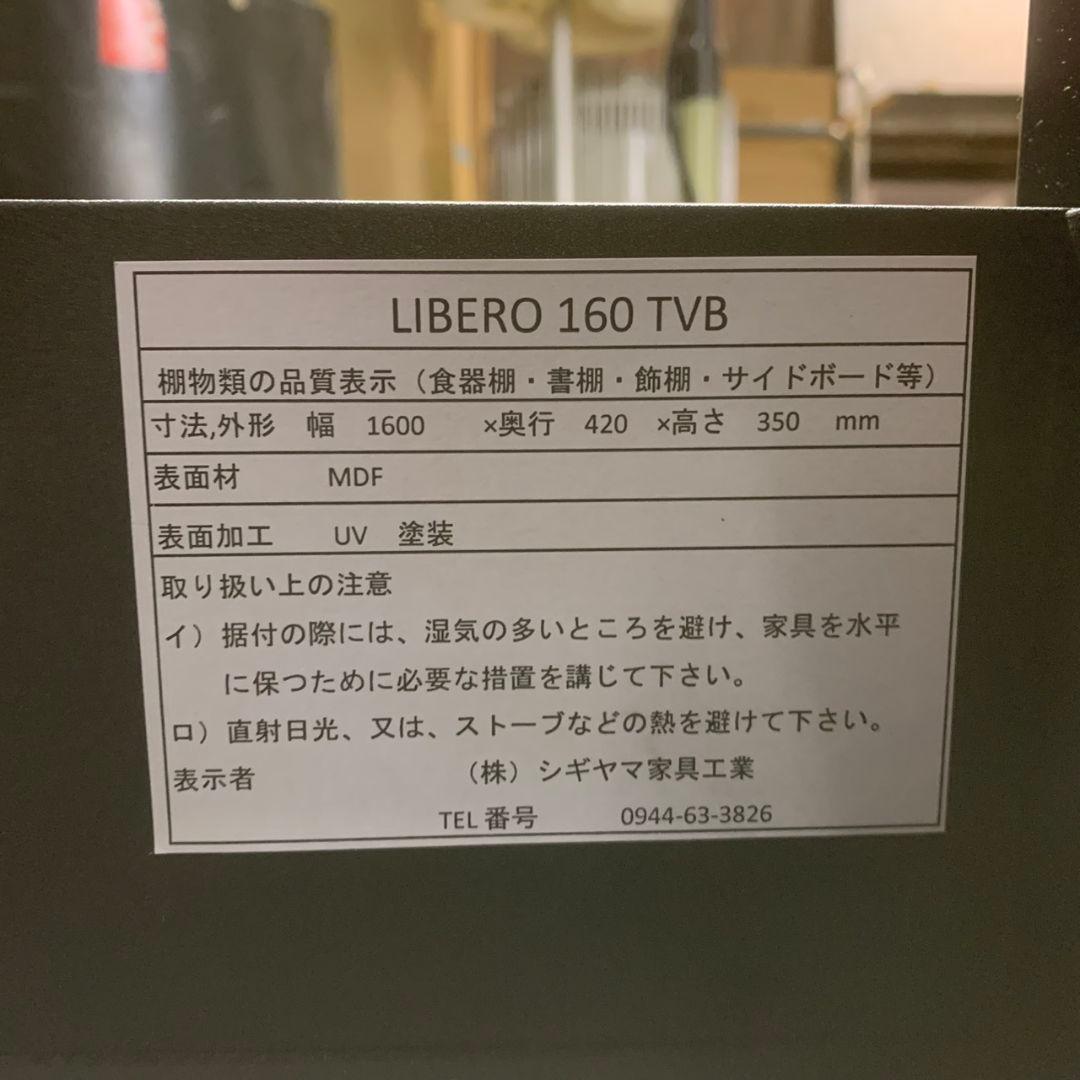 LIBERO 160 TVB
棚物類の品質表示（食器棚・書棚・飾棚・サイドボード等）
寸法,外形 幅 1600 ×奥行 420 ×高さ 350 mm
表面材 MDF
表面加工 UV 塗装
取り扱い上の注意
イ）据付の際には、湿気の多いところを避け、家具を水平
に保つために必要な措置を講じて下さい。
ロ）直射日光、又は、ストーブなどの熱を避けて下さい。
表示者 （株）シギヤマ家具工業
TEL 番号 0944-63-3826